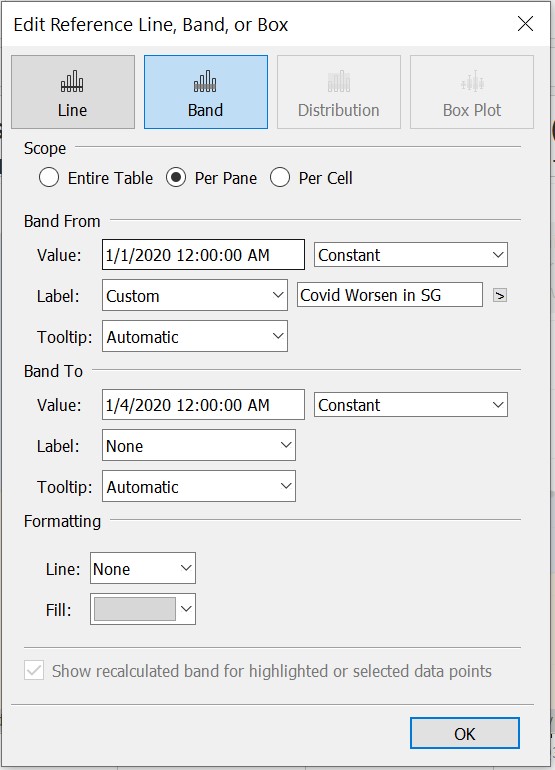 Edit Reference Line, Band, or Box
Line Band Distribution Box Plot
Scope
Entire Table Per Pane Per Cell
Band From
Value: 1/1/2020 12:00:00 AM Constant
Label: Custom Covid Worsen in SG >
Tooltip: Automatic
Band To
Value: 1/4/2020 12:00:00 AM Constant
Label: None
Tooltip: Automatic
Formatting
Line: None
Fill:
Show recalculated band for highlighted or selected data points
OK